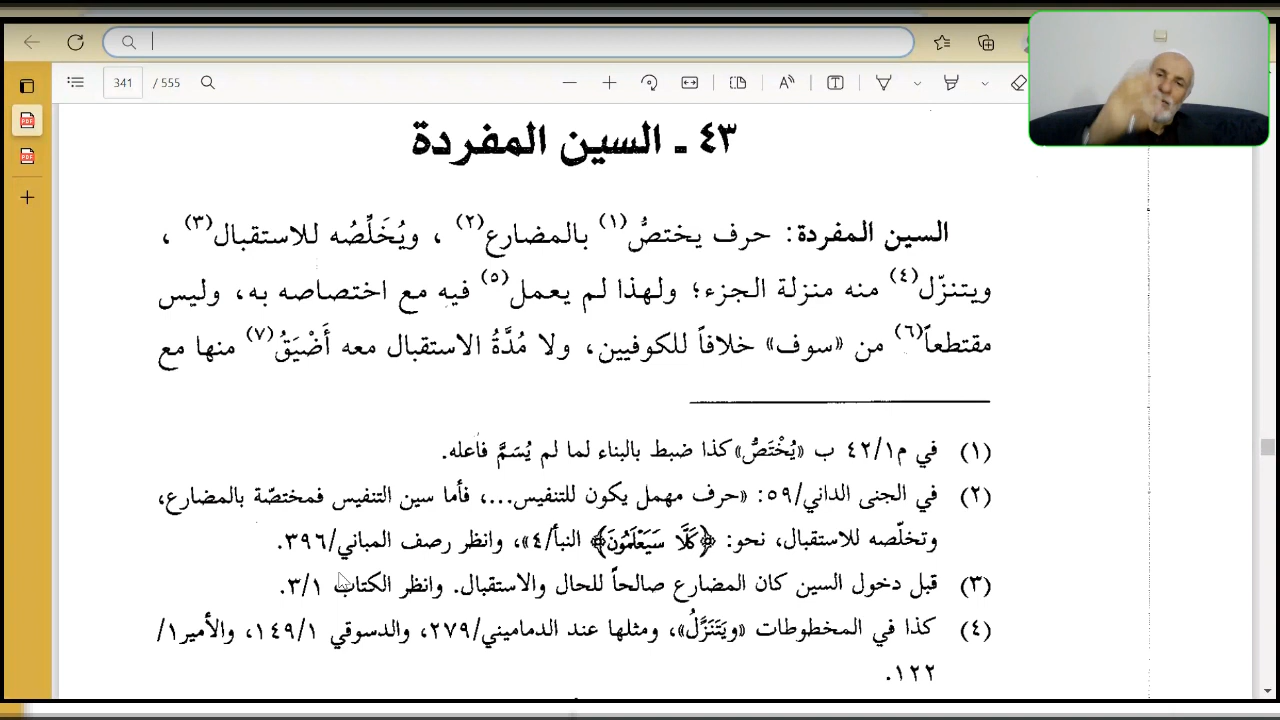 341 / 555
٤٣ ـ السين المفردة
السين المفردة: حرف يختصُّ(١) بالمضارع(٢)، ويُخَلِّصُه للاستقبال(٣)،
ويتنزّل(٤) منه منزلة الجزء؛ ولهذا لم يعمل(٥) فيه مع اختصاصه به، وليس
مقتطعاً(٦) من «سوف» خلافاً للكوفيين، ولا مُدَّةُ الاستقبال معه أَضْيَقُ(٧) منها مع
(١) في م٤٢/١ ب «يُخْتَصُّ» كذا ضبط بالبناء لما لم يُسَمَّ فاعله.
(٢) في الجنى الداني/٥٩: «حرف مهمل يكون للتنفيس...، فأما سين التنفيس فمختصّة بالمضارع،
وتخلّصه للاستقبال، نحو: ﴿كَلَّا سَيَعْلَمُونَ﴾ النبأ/٤»، وانظر رصف المباني/٣٩٦.
(٣) قبل دخول السين كان المضارع صالحاً للحال والاستقبال. وانظر الكتاب ٣/١.
(٤) كذا في المخطوطات «ويَتَنَزَّلُ»، ومثلها عند الدماميني/٢٧٩، والدسوقي ١٤٩/١، والأمير١/
١٢٢.